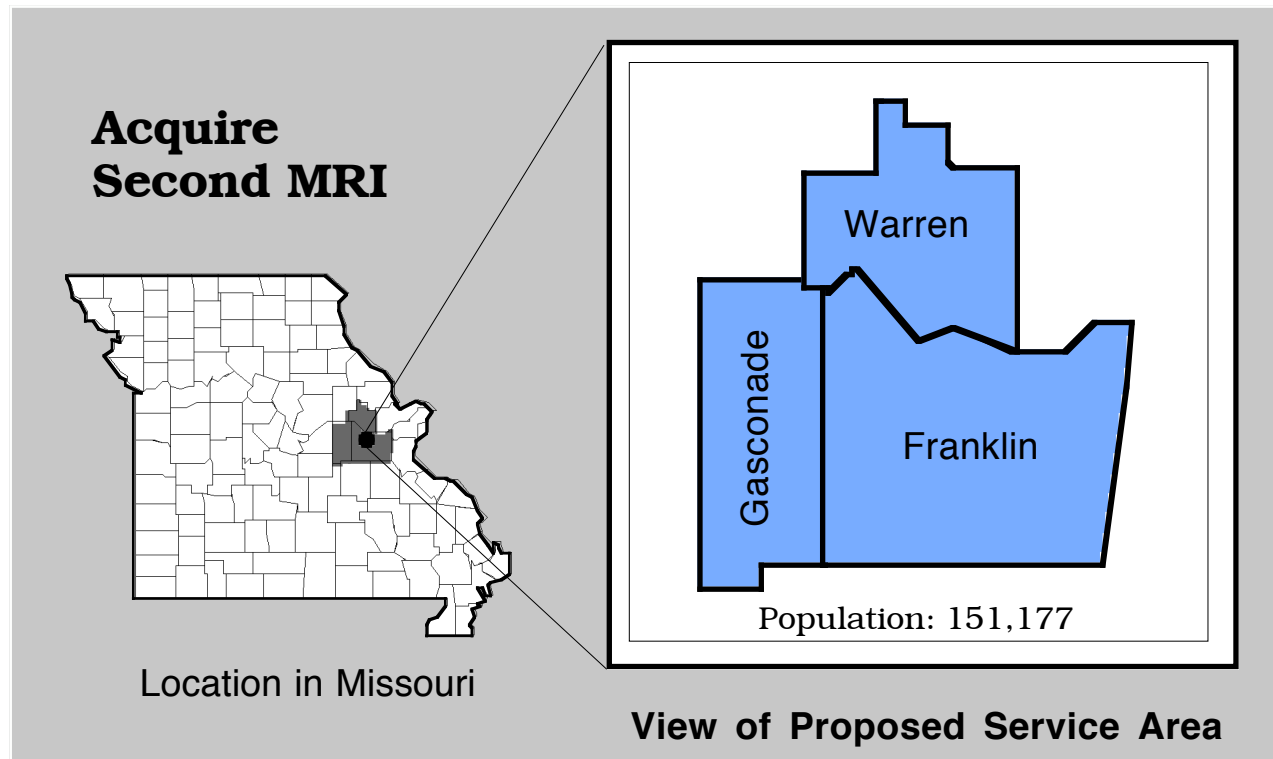 Acquire
Second MRI
Warren
Gasconade
Franklin
Population: 151,177
Location in Missouri
View of Proposed Service Area